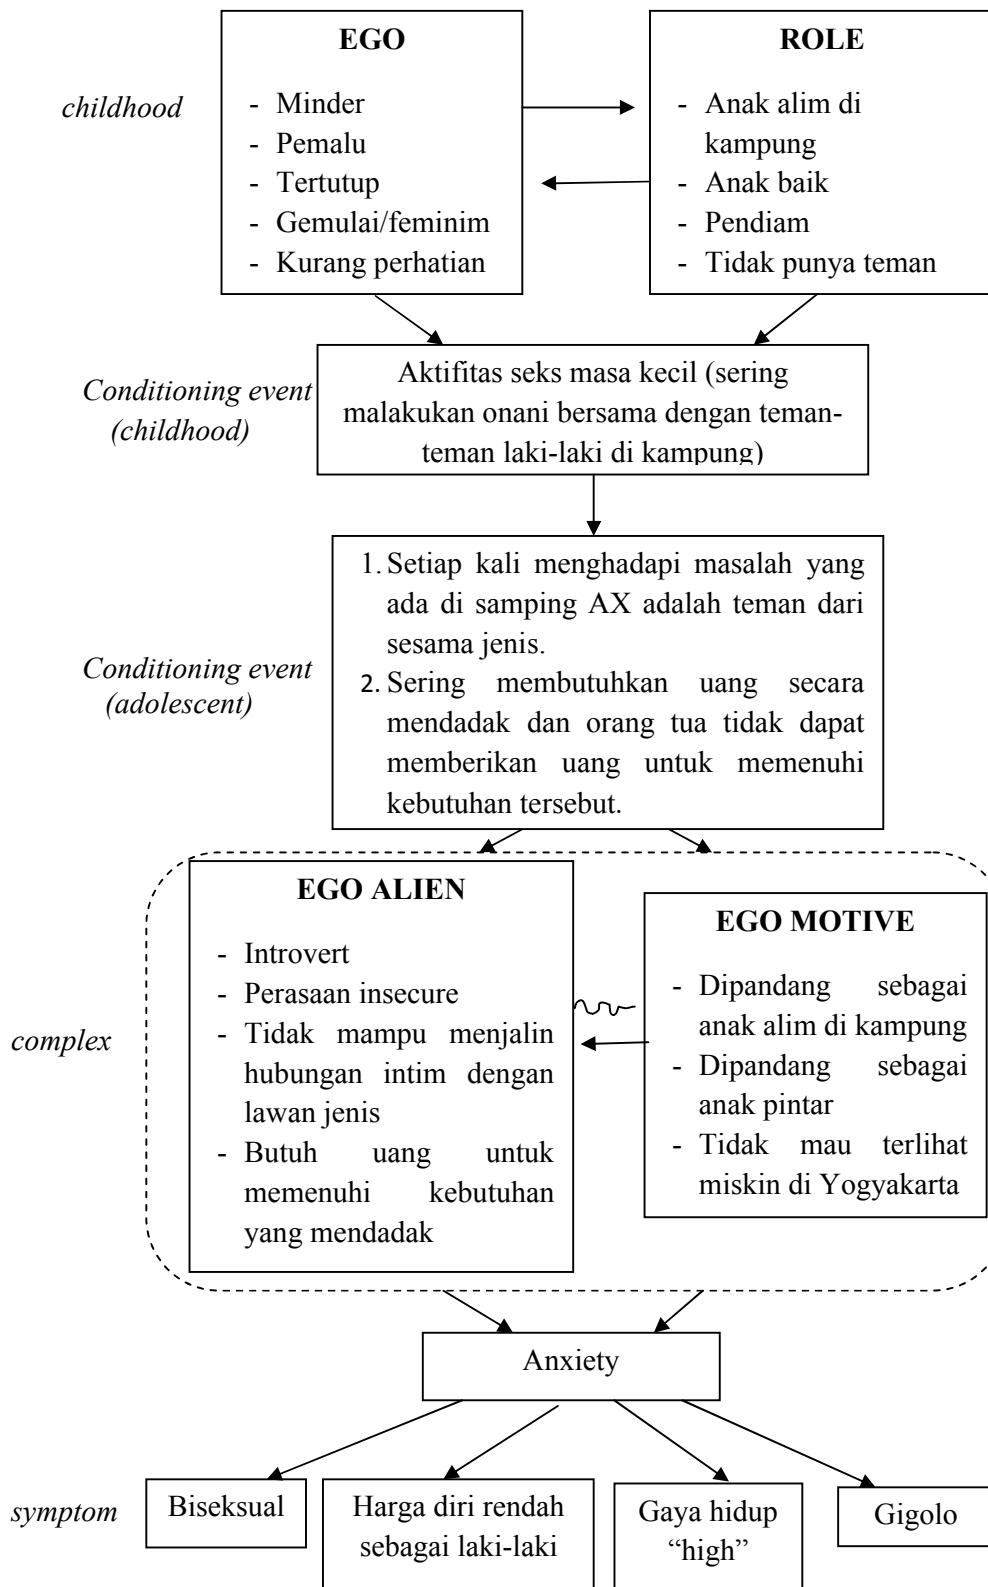 EGO
- Minder
- Pemalu
- Tertutup
- Gemulai/feminim
- Kurang perhatian
ROLE
- Anak alim di
kampung
- Anak baik
- Pendiam
- Tidak punya teman
childhood
Conditioning event
(childhood)
Aktifitas seks masa kecil (sering
malakukan onani bersama dengan teman-
teman laki-laki di kampung)
Conditioning event
(adolescent)
1. Setiap kali menghadapi masalah yang
ada di samping AX adalah teman dari
sesama jenis.
2. Sering membutuhkan uang secara
mendadak dan orang tua tidak dapat
memberikan uang untuk memenuhi
kebutuhan tersebut.
complex
EGO ALIEN
- Introvert
- Perasaan insecure
- Tidak mampu menjalin
hubungan intim dengan
lawan jenis
- Butuh uang untuk
memenuhi kebutuhan
yang mendadak
EGO MOTIVE
- Dipandang sebagai
anak alim di kampung
- Dipandang sebagai
anak pintar
- Tidak mau terlihat
miskin di Yogyakarta
Anxiety
symptom
Biseksual
Harga diri rendah
sebagai laki-laki
Gaya hidup
“high”
Gigolo